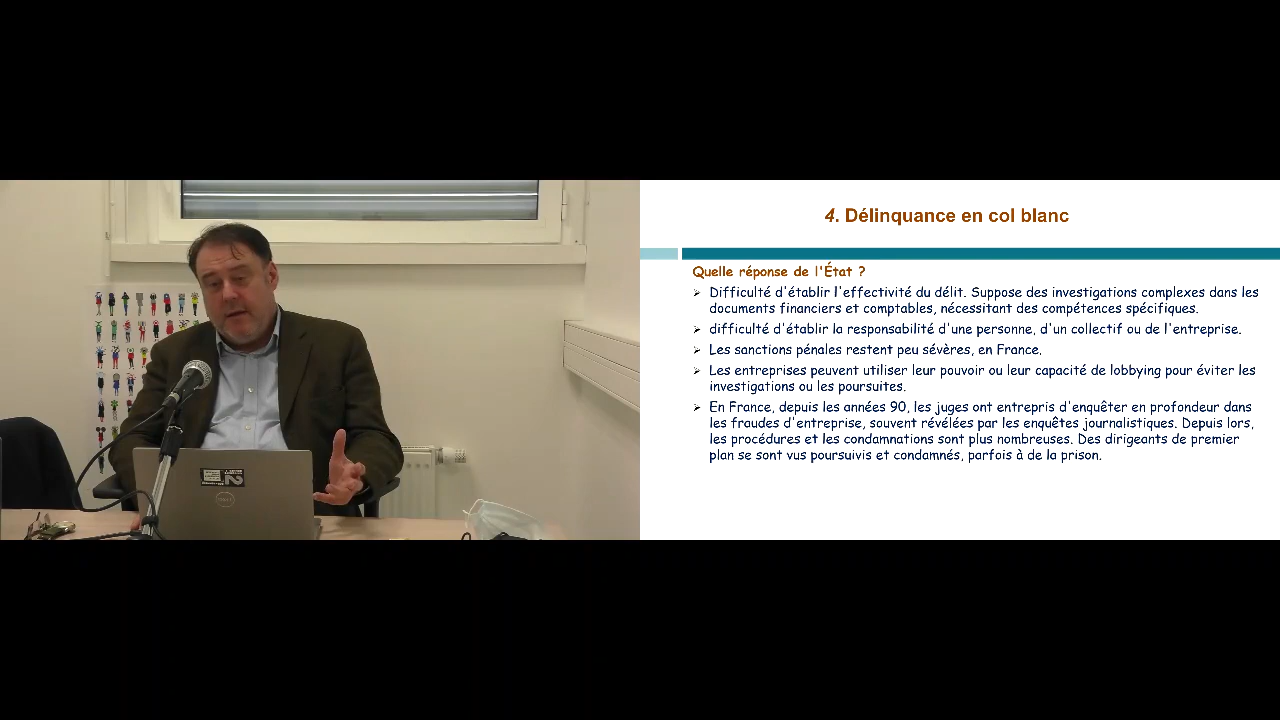 4. Délinquance en col blanc
Quelle réponse de l'État ?
➢ Difficulté d'établir l'effectivité du délit. Suppose des investigations complexes dans les
documents financiers et comptables, nécessitant des compétences spécifiques.
➢ difficulté d'établir la responsabilité d'une personne, d'un collectif ou de l'entreprise.
➢ Les sanctions pénales restent peu sévères, en France.
➢ Les entreprises peuvent utiliser leur pouvoir ou leur capacité de lobbying pour éviter les
investigations ou les poursuites.
➢ En France, depuis les années 90, les juges ont entrepris d'enquêter en profondeur dans
les fraudes d'entreprise, souvent révélées par les enquêtes journalistiques. Depuis lors,
les procédures et les condamnations sont plus nombreuses. Des dirigeants de premier
plan se sont vus poursuivis et condamnés, parfois à de la prison.